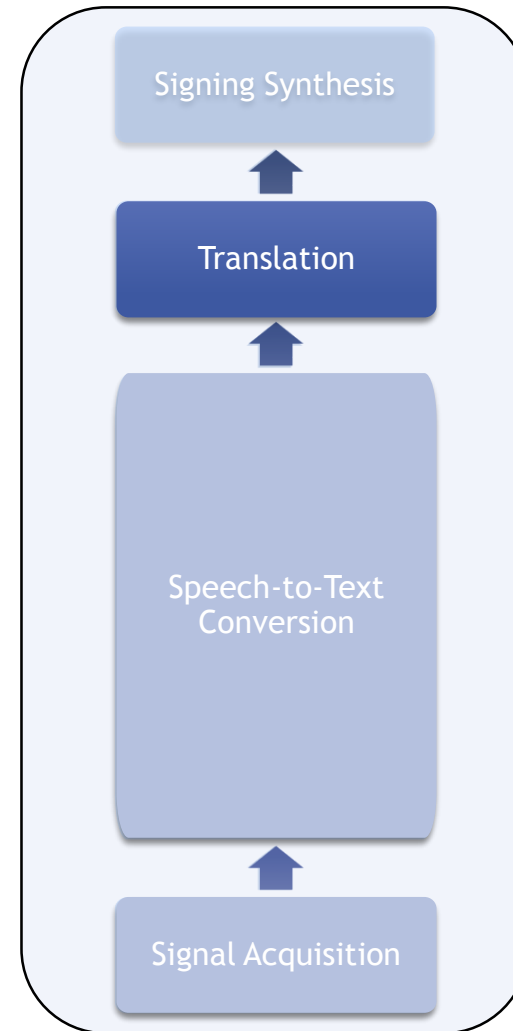 Signing Synthesis
Translation
Speech-to-Text
Conversion
Signal Acquisition